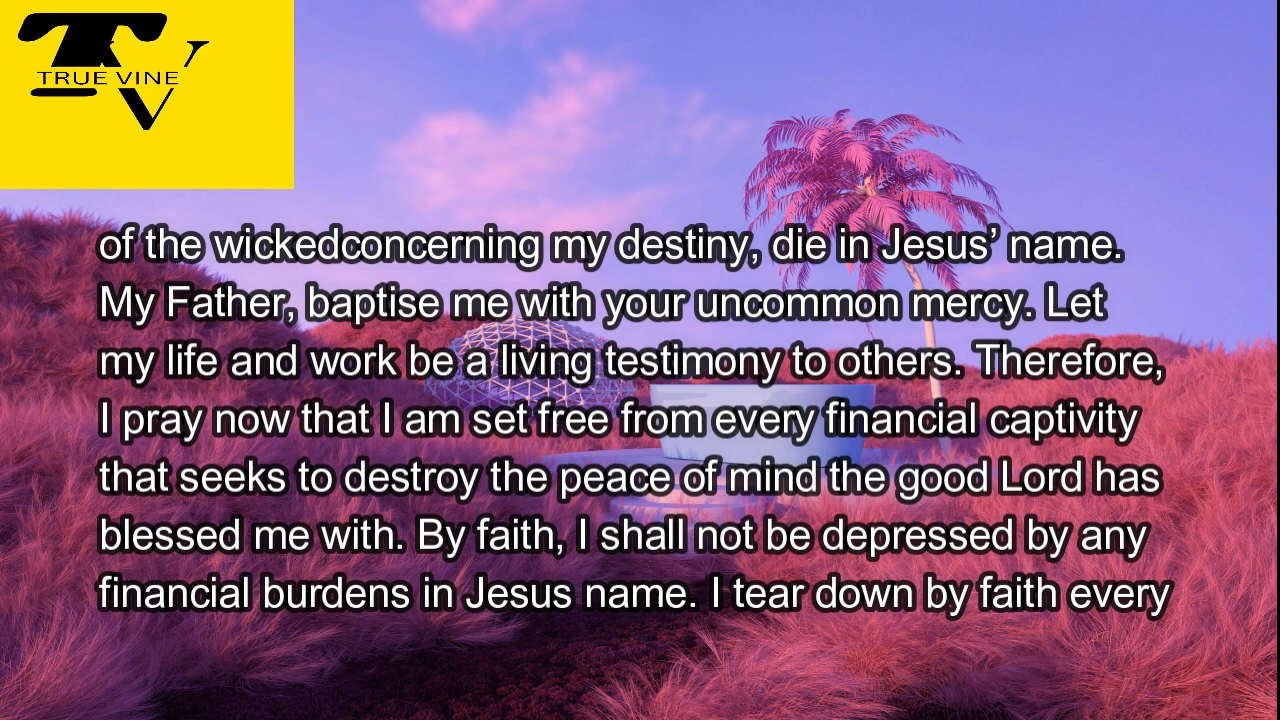 TV
TRUE VINE
of the wickedconcerning my destiny, die in Jesus’ name.
My Father, baptise me with your uncommon mercy. Let
my life and work be a living testimony to others. Therefore,
I pray now that I am set free from every financial captivity
that seeks to destroy the peace of mind the good Lord has
blessed me with. By faith, I shall not be depressed by any
financial burdens in Jesus name. I tear down by faith every